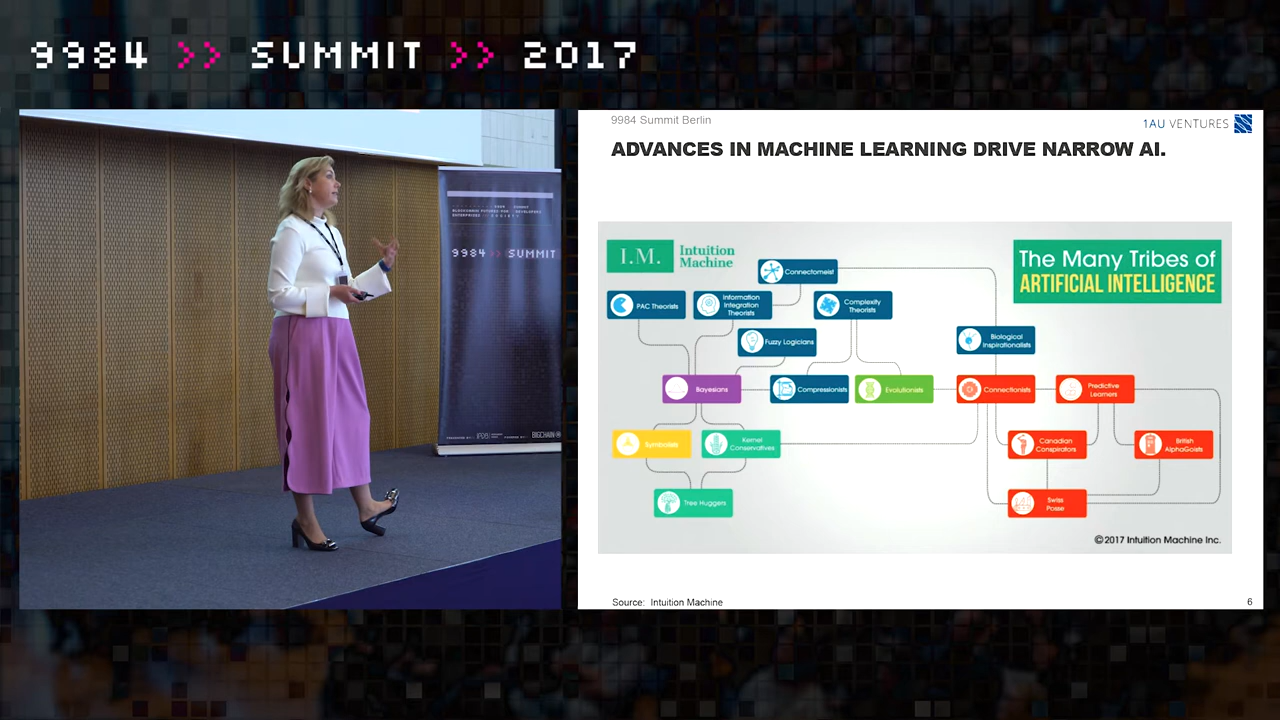 9984 >> SUMMIT >> 2017
9984 >> SUMMIT
9984 Summit Berlin
1AU VENTURES
ADVANCES IN MACHINE LEARNING DRIVE NARROW AI.
I.M.
Intuition
Machine
The Many Tribes of
ARTIFICIAL INTELLIGENCE
Connectomeist
PAC Theorists
Information
Integration
Theorists
Complexity
Theorists
Fuzzy Logicians
Biological
Inspirationalists
Bayesians
Compressionists
Evolutionists
Connectionists
Predictive
Learners
Symbolists
Kernel
Conservatives
Canadian
Conspirators
British
AlphaGoists
Tree Huggers
Swiss
Posse
©2017 Intuition Machine Inc.
Source: Intuition Machine
6